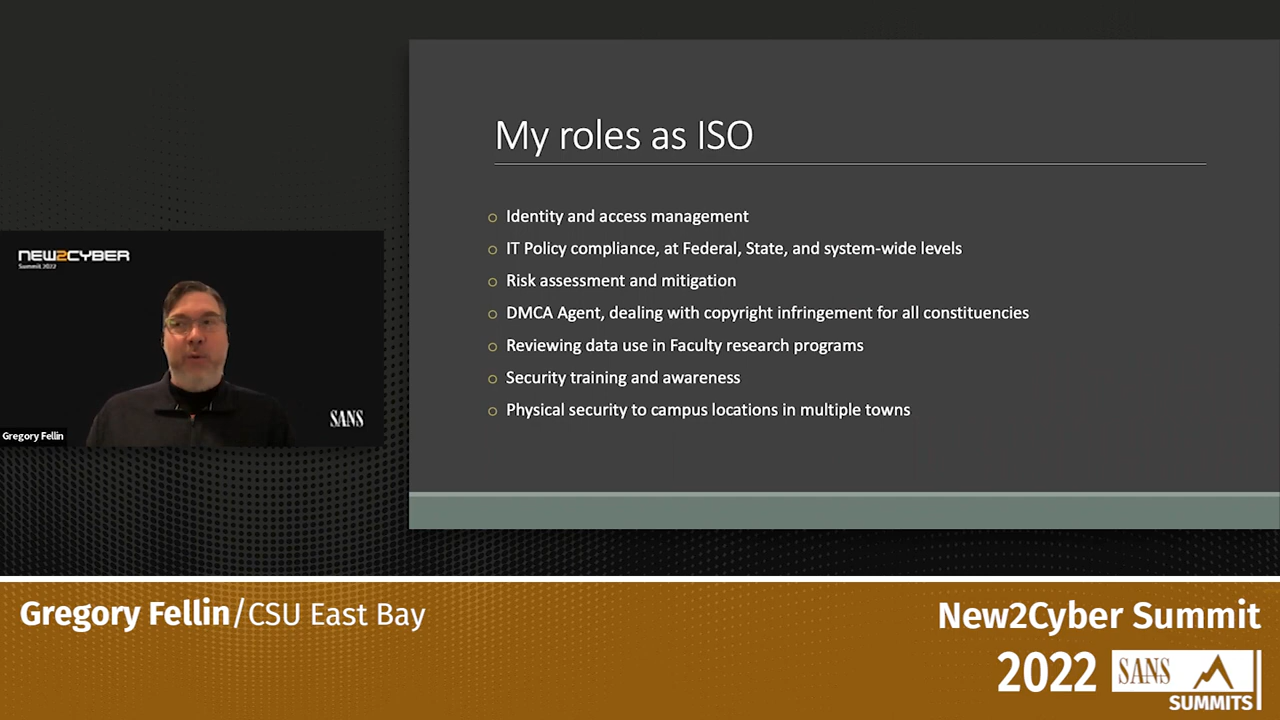 My roles as ISO
Identity and access management
IT Policy compliance, at Federal, State, and system-wide levels
Risk assessment and mitigation
DMCA Agent, dealing with copyright infringement for all constituencies
Reviewing data use in Faculty research programs
Security training and awareness
Physical security to campus locations in multiple towns
NEW2CYBER
Summit 2022
SANS
Gregory Fellin
Gregory Fellin/CSU East Bay
New2Cyber Summit
2022 SANS
SUMMITS